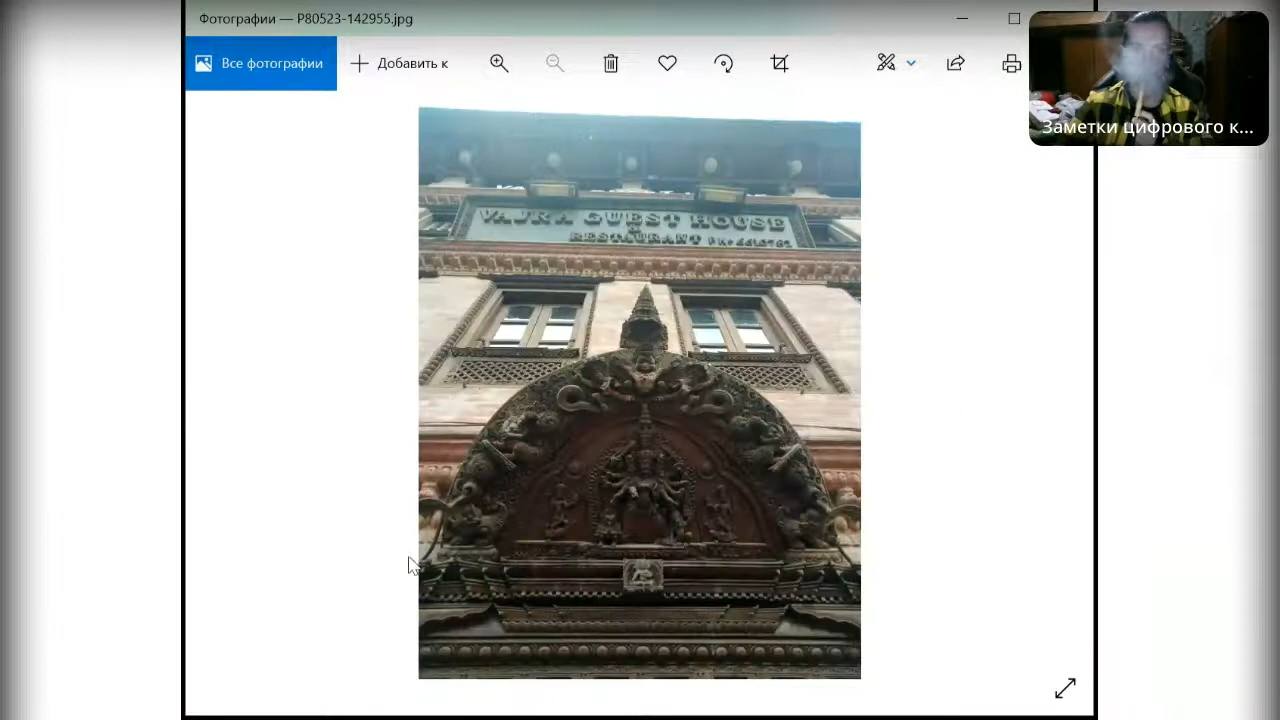 Фотографии — P80523-142955.jpg
Все фотографии
Добавить к
Заметки цифрового к...
VAJRA GUEST HOUSE
&
RESTAURANT